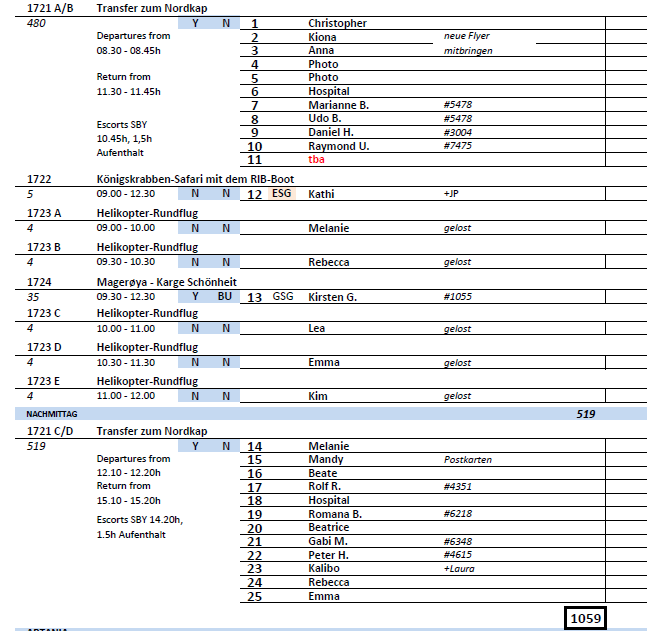 1721 A/B Transfer zum Nordkap
480 Y N 1 Christopher
Departures from 2 Kiona neue Flyer
08.30 - 08.45h 3 Anna mitbringen
4 Photo
Return from 5 Photo
11.30 - 11.45h 6 Hospital
7 Marianne B. #5478
Escorts SBY 8 Udo B. #5478
10.45h, 1,5h 9 Daniel H. #3004
Aufenthalt 10 Raymond U. #7475
11 tba
1722 Königskrabben-Safari mit dem RIB-Boot
5 09.00 - 12.30 N N 12 ESG Kathi +JP
1723 A Helikopter-Rundflug
4 09.00 - 10.00 N N Melanie gelost
1723 B Helikopter-Rundflug
4 09.30 - 10.30 N N Rebecca gelost
1724 Magerøya - Karge Schönheit
35 09.30 - 12.30 Y BU 13 GSG Kirsten G. #1055
1723 C Helikopter-Rundflug
4 10.00 - 11.00 N N Lea gelost
1723 D Helikopter-Rundflug
4 10.30 - 11.30 N N Emma gelost
1723 E Helikopter-Rundflug
4 11.00 - 12.00 N N Kim gelost
NACHMITTAG 519
1721 C/D Transfer zum Nordkap
519 Y N 14 Melanie
Departures from 15 Mandy Postkarten
12.10 - 12.20h 16 Beate
Return from 17 Rolf R. #4351
15.10 - 15.20h 18 Hospital
19 Romana B. #6218
Escorts SBY 14.20h, 20 Beatrice
1.5h Aufenthalt 21 Gabi M. #6348
22 Peter H. #4615
23 Kalibo +Laura
24 Rebecca
25 Emma
1059